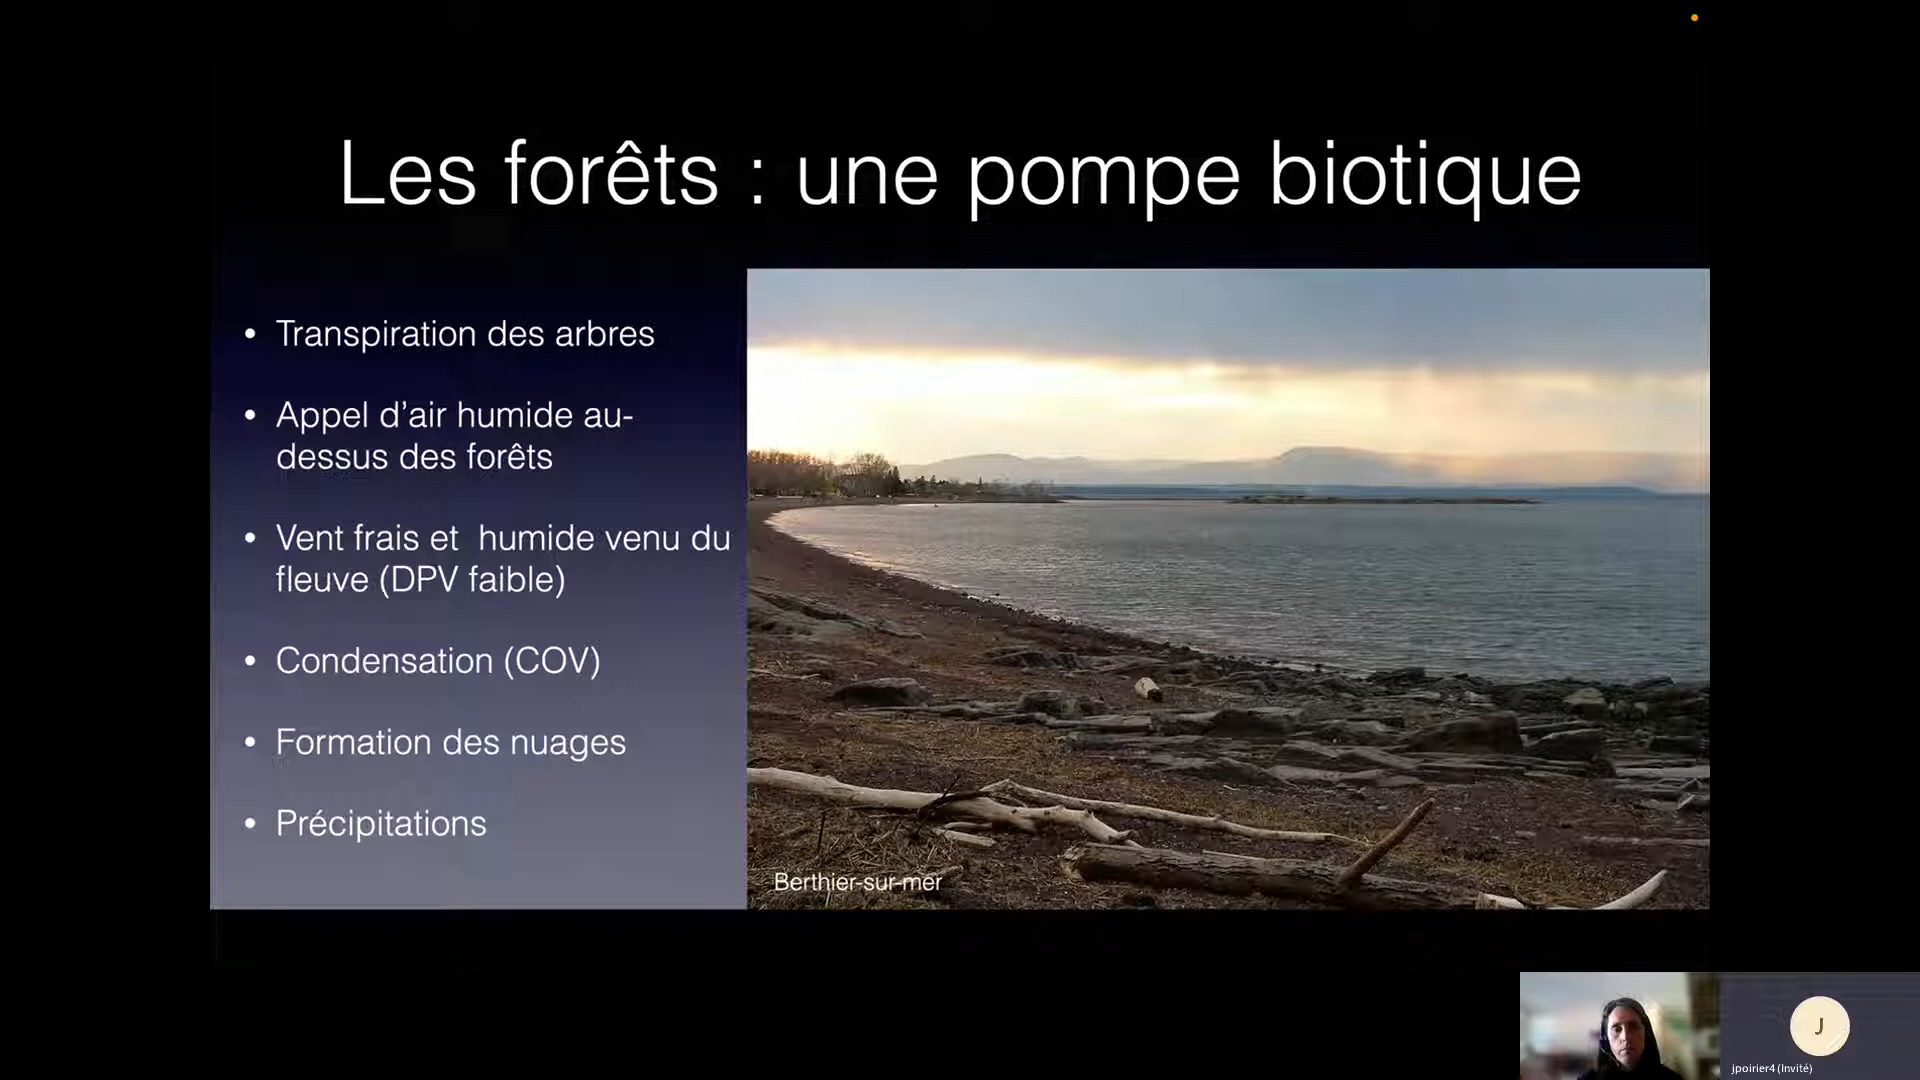 Les forêts : une pompe biotique
• Transpiration des arbres
• Appel d’air humide au-
dessus des forêts
• Vent frais et  humide venu du
fleuve (DPV faible)
• Condensation (COV)
• Formation des nuages
• Précipitations
Berthier-sur-mer
J
jpoirier4 (Invité)